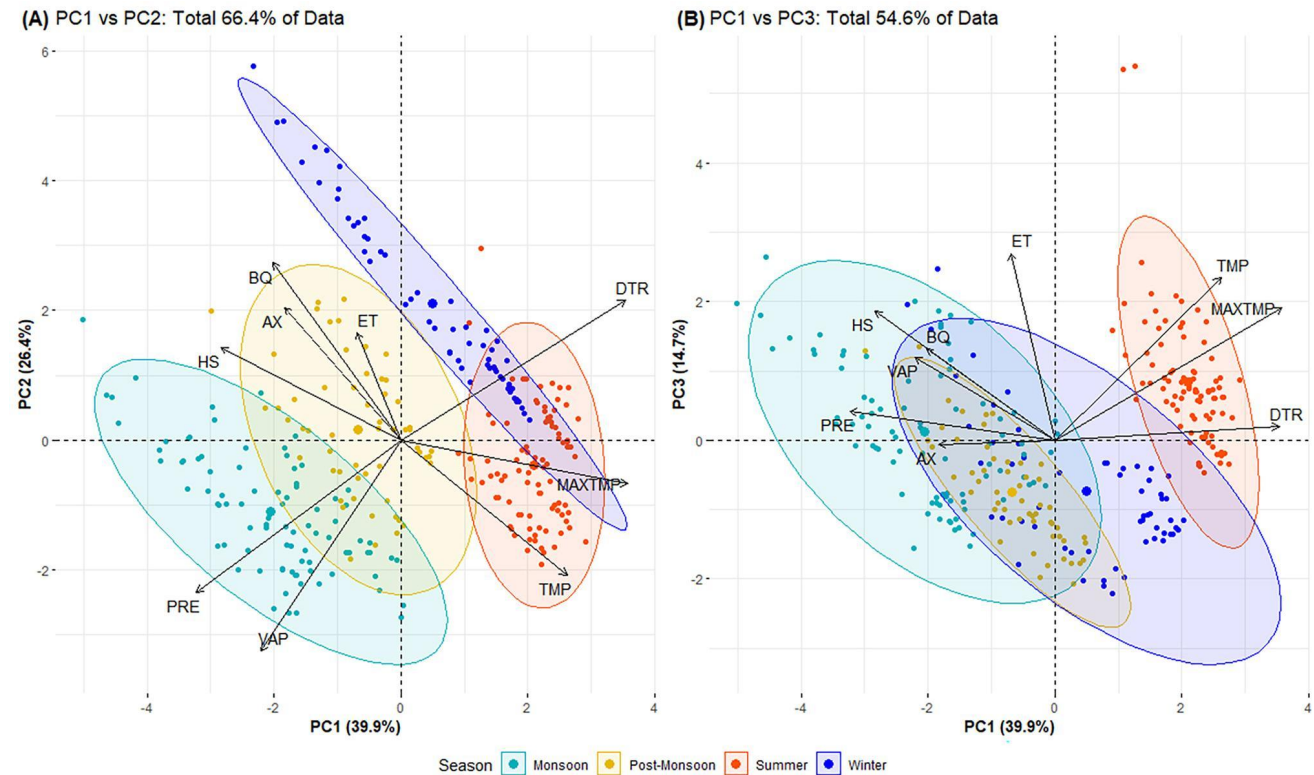 (A) PC1 vs PC2: Total 66.4% of Data
6
4
2
0
-2
PC2 (26.4%)
BQ
AX
ET
HS
DTR
MAXTMP
TMP
PRE
VAP
-4
-2
0
2
4
PC1 (39.9%)
(B) PC1 vs PC3: Total 54.6% of Data
4
2
0
-2
PC3 (14.7%)
ET
TMP
HS
BQ
MAXTMP
VAP
PRE
DTR
AX
-4
-2
0
2
4
PC1 (39.9%)
Season Monsoon Post-Monsoon Summer Winter